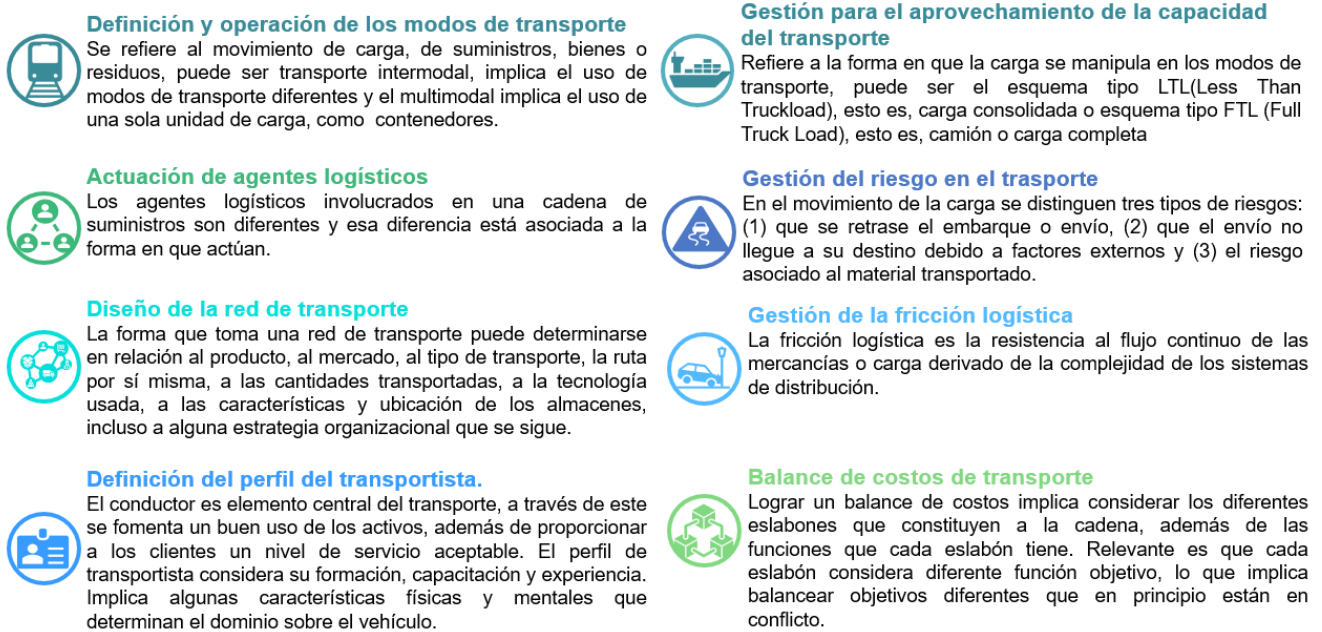 Definición y operación de los modos de transporte
Se refiere al movimiento de carga, de suministros, bienes o
residuos, puede ser transporte intermodal, implica el uso de
modos de transporte diferentes y el multimodal implica el uso de
una sola unidad de carga, como contenedores.
Actuación de agentes logísticos
Los agentes logísticos involucrados en una cadena de
suministros son diferentes y esa diferencia está asociada a la
forma en que actúan.
Diseño de la red de transporte
La forma que toma una red de transporte puede determinarse
en relación al producto, al mercado, al tipo de transporte, la ruta
por sí misma, a las cantidades transportadas, a la tecnología
usada, a las características y ubicación de los almacenes,
incluso a alguna estrategia organizacional que se sigue.
Definición del perfil del transportista.
El conductor es elemento central del transporte, a través de este
se fomenta un buen uso de los activos, además de proporcionar
a los clientes un nivel de servicio aceptable. El perfil de
transportista considera su formación, capacitación y experiencia.
Implica algunas características físicas y mentales que
determinan el dominio sobre el vehículo.
Gestión para el aprovechamiento de la capacidad
del transporte
Refiere a la forma en que la carga se manipula en los modos de
transporte, puede ser el esquema tipo LTL(Less Than
Truckload), esto es, carga consolidada o esquema tipo FTL (Full
Truck Load), esto es, camión o carga completa
Gestión del riesgo en el trasporte
En el movimiento de la carga se distinguen tres tipos de riesgos:
(1) que se retrase el embarque o envío, (2) que el envío no
llegue a su destino debido a factores externos y (3) el riesgo
asociado al material transportado.
Gestión de la fricción logística
La fricción logística es la resistencia al flujo continuo de las
mercancías o carga derivado de la complejidad de los sistemas
de distribución.
Balance de costos de transporte
Lograr un balance de costos implica considerar los diferentes
eslabones que constituyen a la cadena, además de las
funciones que cada eslabón tiene. Relevante es que cada
eslabón considera diferente función objetivo, lo que implica
balancear objetivos diferentes que en principio están en
conflicto.